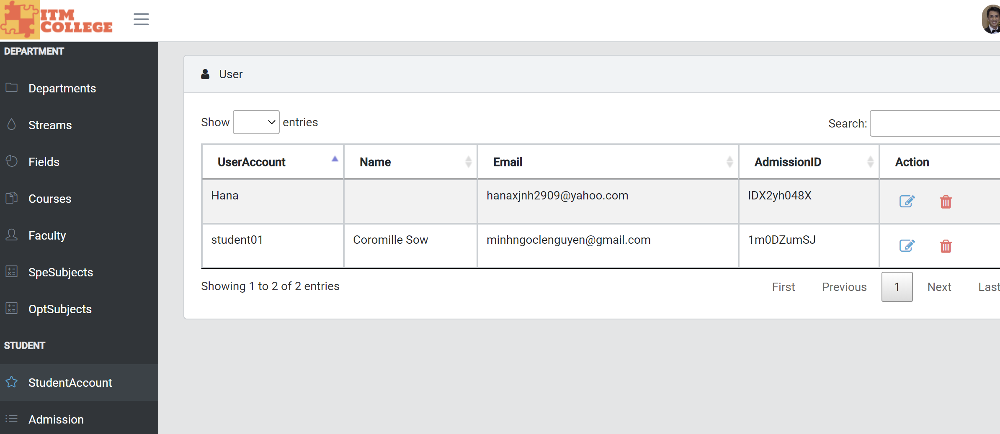 ITM
COLLEGE
DEPARTMENT
Departments
Streams
Fields
Courses
Faculty
SpeSubjects
OptSubjects
STUDENT
StudentAccount
Admission
User
Show entries
Search:
UserAccount Name Email AdmissionID Action
Hana hanaxjnh2909@yahoo.com IDX2yh048X
student01 Coromille Sow minhngoclenguyen@gmail.com 1m0DZumSJ
Showing 1 to 2 of 2 entries
First Previous 1 Next Last